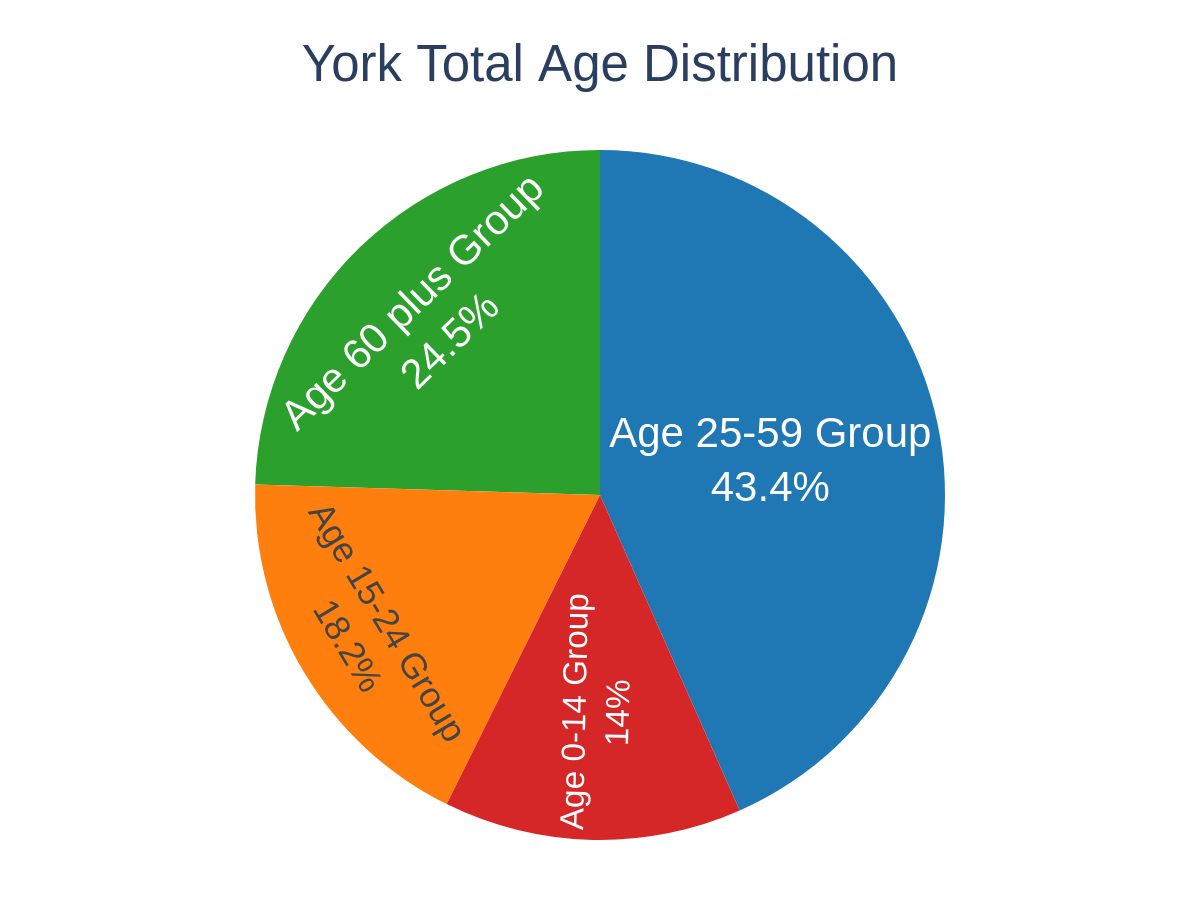 York Total Age Distribution
Age 60 plus Group
24.5%
Age 25-59 Group
43.4%
Age 15-24 Group
18.2%
Age 0-14 Group
14%